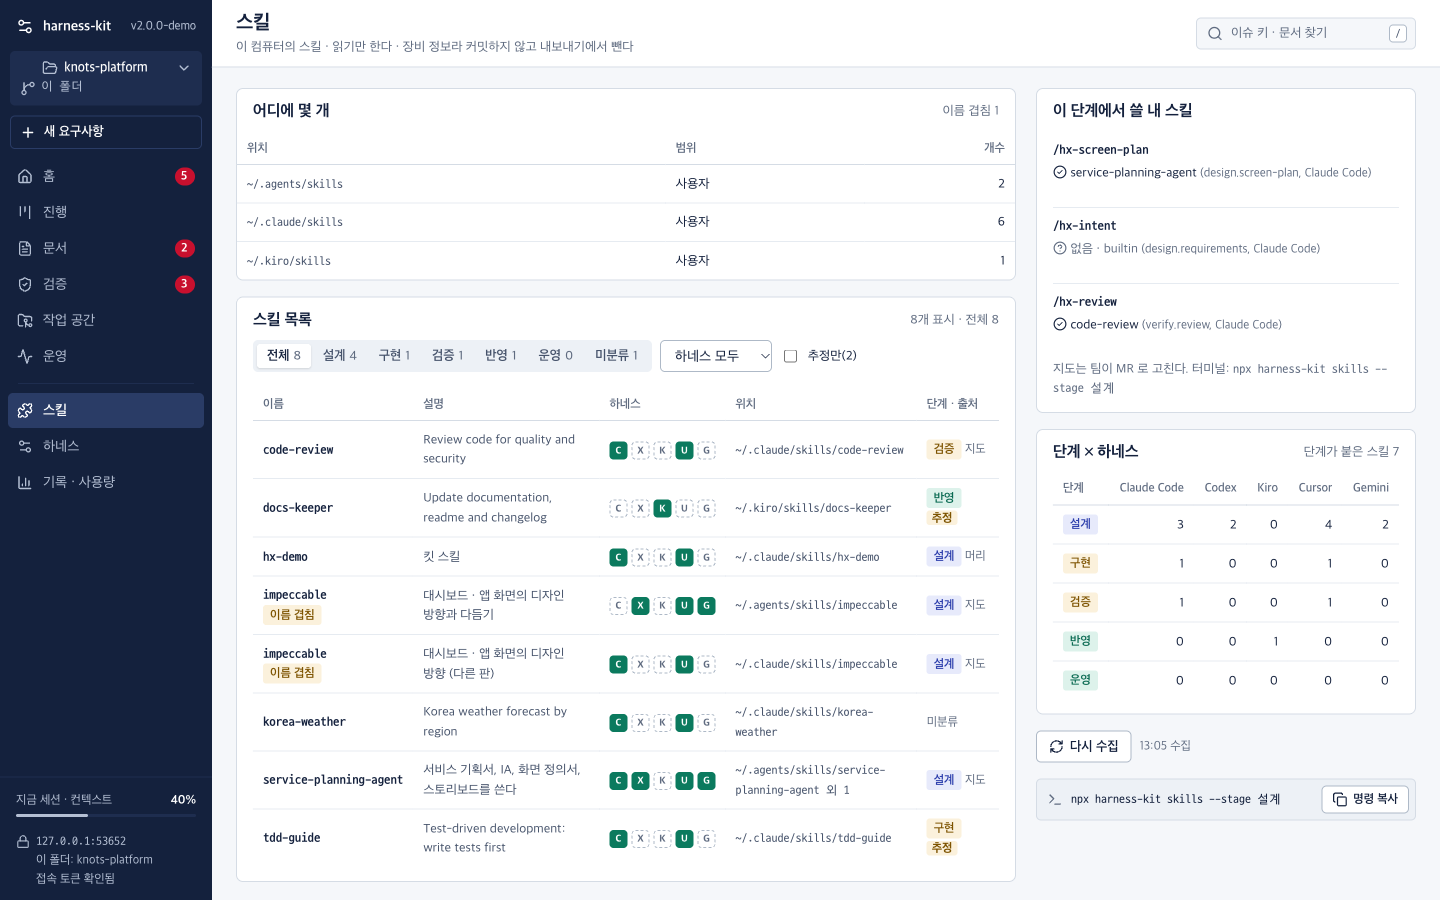 harness-kit v2.0.0-demo
knots-platform
이 폴더
새 요구사항
홈 5
진행
문서 2
검증 3
작업 공간
운영
스킬
하네스
기록 · 사용량
지금 세션 · 컨텍스트 40%
127.0.0.1:53652
이 폴더: knots-platform
접속 토큰 확인됨
스킬
이 컴퓨터의 스킬 · 읽기만 한다 · 장비 정보라 커밋하지 않고 내보내기에서 뺀다
이슈 키 · 문서 찾기 /
어디에 몇 개 이름 겹침 1
위치 범위 개수
~/.agents/skills 사용자 2
~/.claude/skills 사용자 6
~/.kiro/skills 사용자 1
스킬 목록 8개 표시 · 전체 8
전체 8 설계 4 구현 1 검증 1 반영 1 운영 0 미분류 1 하네스 모두 추정만(2)
이름 설명 하네스 위치 단계 · 출처
code-review Review code for quality and security C X K U G ~/.claude/skills/code-review 검증 지도
docs-keeper Update documentation, readme and changelog C X K U G ~/.kiro/skills/docs-keeper 반영 추정
hx-demo 킷 스킬 C X K U G ~/.claude/skills/hx-demo 설계 머리
impeccable 이름 겹침 대시보드 · 앱 화면의 디자인 방향과 다듬기 C X K U G ~/.agents/skills/impeccable 설계 지도
impeccable 이름 겹침 대시보드 · 앱 화면의 디자인 방향 (다른 판) C X K U G ~/.claude/skills/impeccable 설계 지도
korea-weather Korea weather forecast by region C X K U G ~/.claude/skills/korea-weather 미분류
service-planning-agent 서비스 기획서, IA, 화면 정의서, 스토리보드를 쓴다 C X K U G ~/.agents/skills/service-planning-agent 외 1 설계 지도
tdd-guide Test-driven development: write tests first C X K U G ~/.claude/skills/tdd-guide 구현 추정
이 단계에서 쓸 내 스킬
/hx-screen-plan
service-planning-agent (design.screen-plan, Claude Code)
/hx-intent
없음 · builtin (design.requirements, Claude Code)
/hx-review
code-review (verify.review, Claude Code)
지도는 팀이 MR 로 고친다. 터미널: npx harness-kit skills --
stage 설계
단계 × 하네스 단계가 붙은 스킬 7
단계 Claude Code Codex Kiro Cursor Gemini
설계 3 2 0 4 2
구현 1 0 0 1 0
검증 1 0 0 1 0
반영 0 0 1 0 0
운영 0 0 0 0 0
다시 수집 13:05 수집
npx harness-kit skills --stage 설계 명령 복사